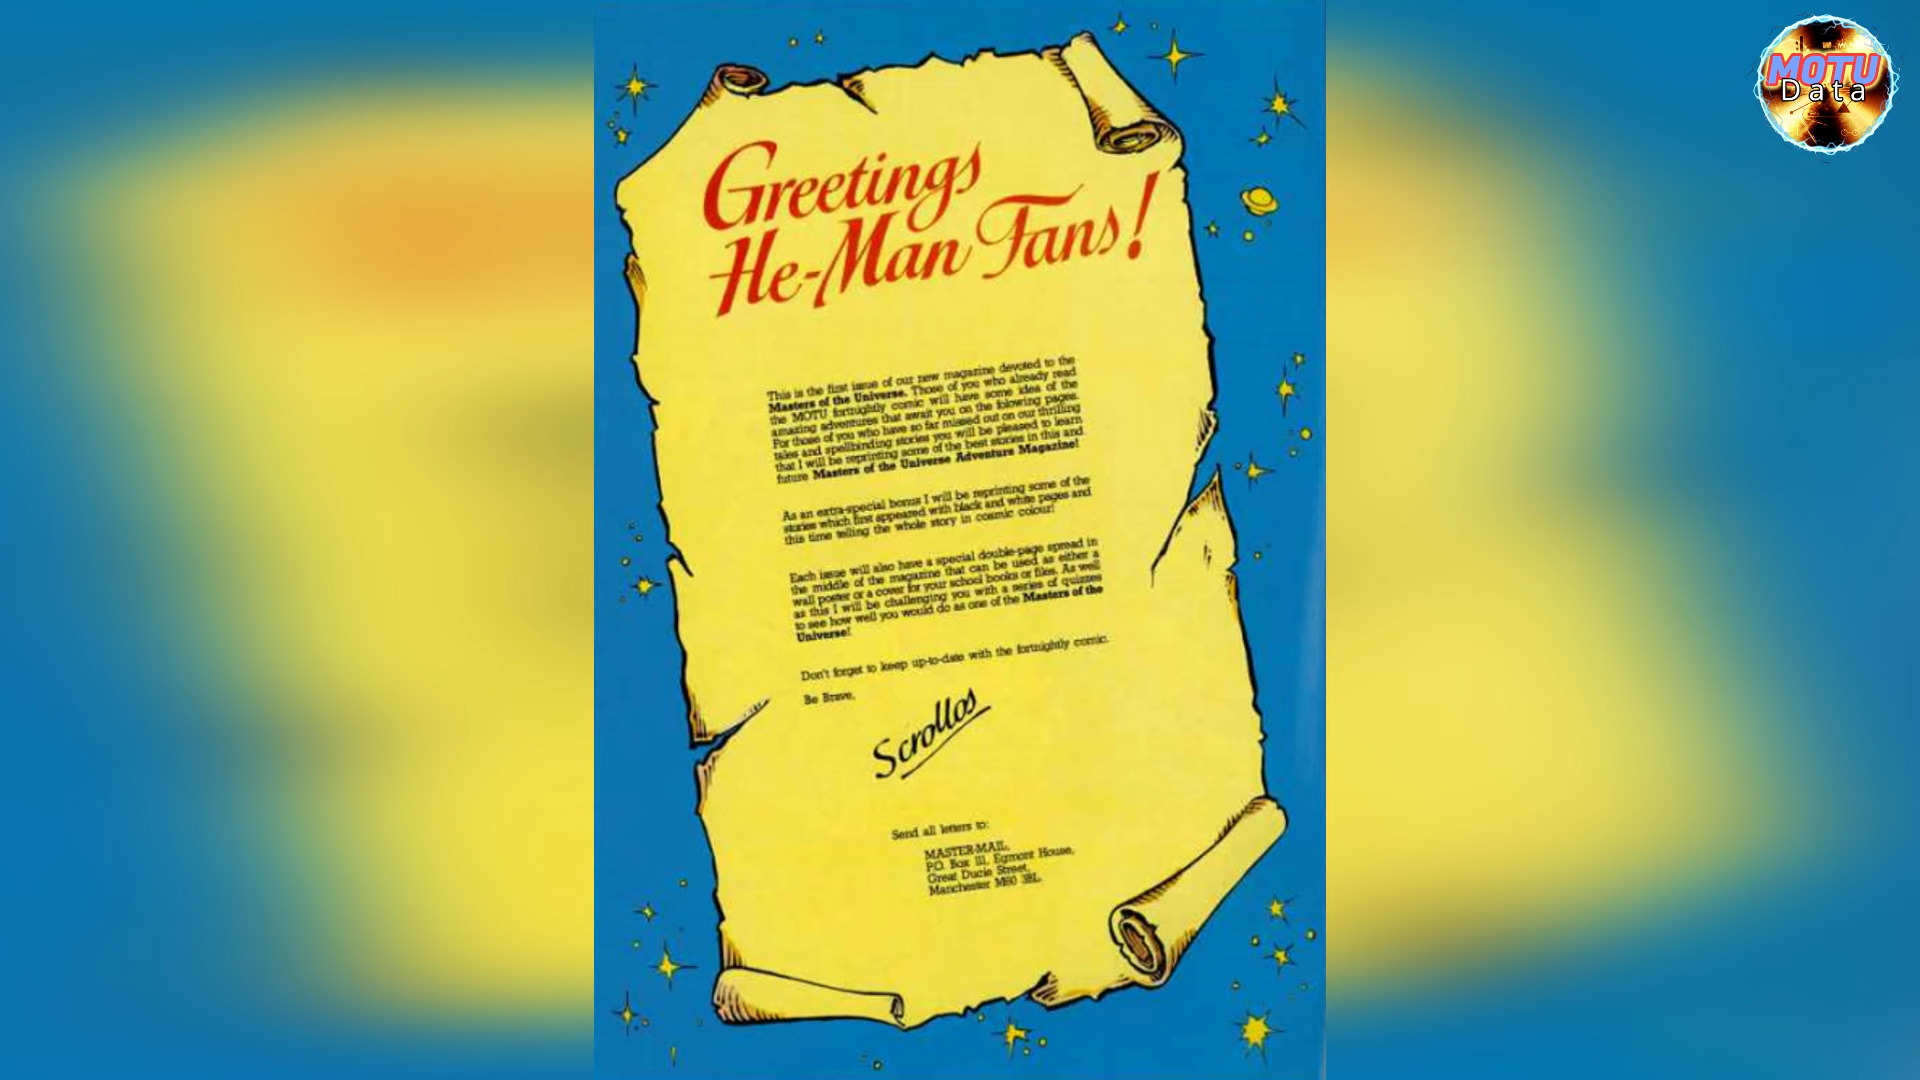 Greetings
He-Man Fans!
This is the first issue of our new magazine devoted to the
Masters of the Universe. Those of you who already read
the MOTU fortnightly comic will have some idea of the
amazing adventures that await you on the folowing pages.
For those of you who have so far missed out on our thrilling
tales and spellbinding stories you will be pleased to learn
that I will be reprinting some of the best stories in this and
future Masters of the Universe Adventure Magazine!
As an extra-special bonus I will be reprinting some of the
stories which first appeared with black and white pages and
this time telling the whole story in cosmic colour!
Each issue will also have a special double-page spread in
the middle of the magazine that can be used as either a
wall poster or a cover for your school books or files. As well
as this I will be challenging you with a series of quizzes
to see how well you would do as one of the Masters of the
Universe!
Don't forget to keep up-to-date with the fortnightly comic.
Be Brave,
Scrollos
Send all letters to:
MASTER-MAIL,
P.O. Box 111, Egmont House,
Great Ducie Street,
Manchester M60 3BL.
MOTU
Data